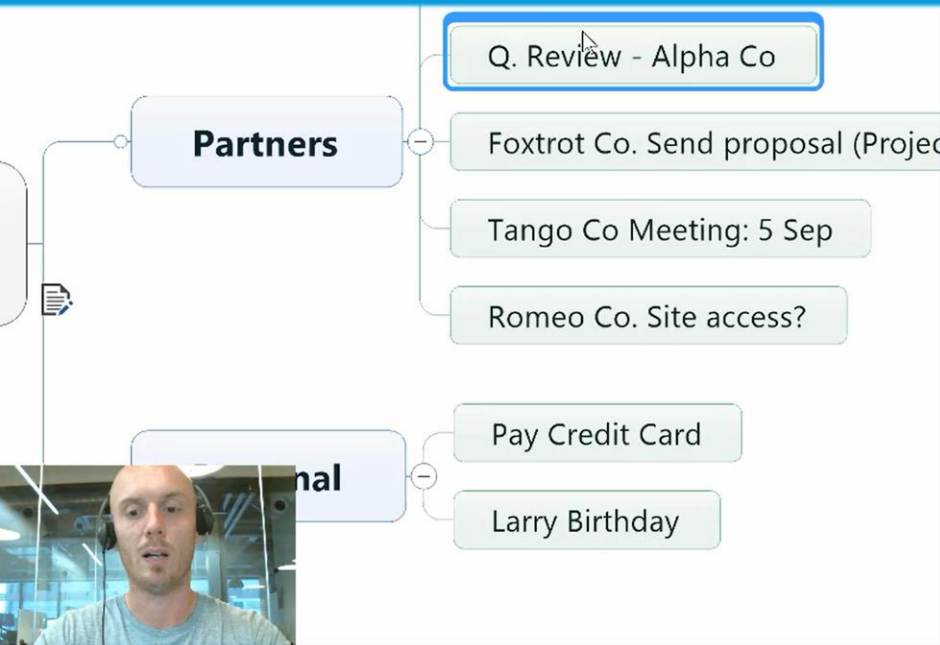 Q. Review - Alpha Co
Partners
Foxtrot Co. Send proposal (Projec
Tango Co Meeting: 5 Sep
Romeo Co. Site access?
Pay Credit Card
nal
Larry Birthday